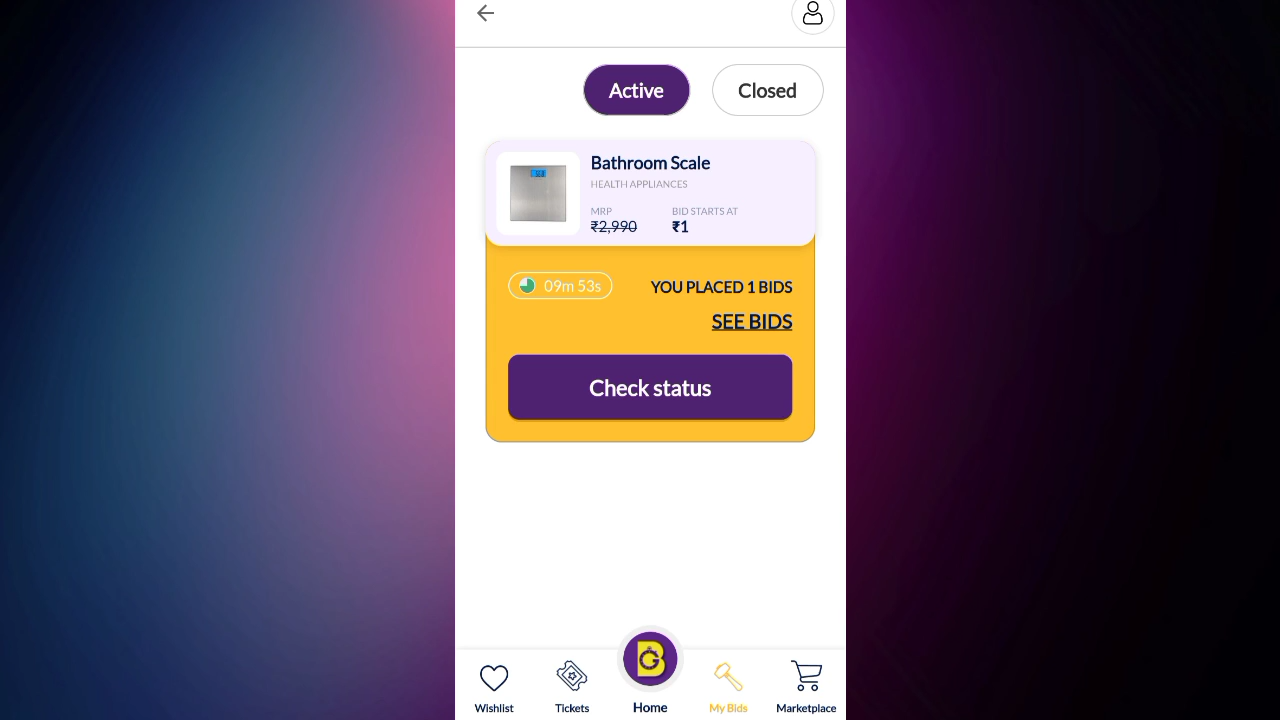 Active Closed
Bathroom Scale
HEALTH APPLIANCES
MRP BID STARTS AT
₹2,990 ₹1
09m 53s YOU PLACED 1 BIDS
SEE BIDS
Check status
Wishlist Tickets Home My Bids Marketplace